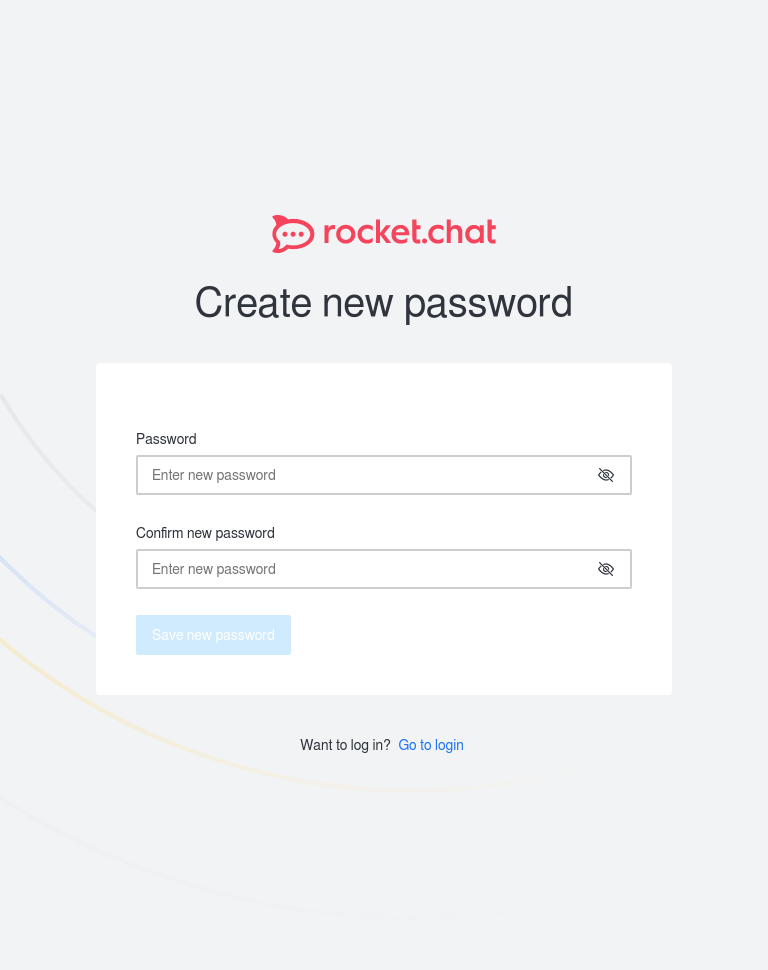 rocket.chat
Create new password
Password
Enter new password
Confirm new password
Enter new password
Save new password
Want to log in? Go to login